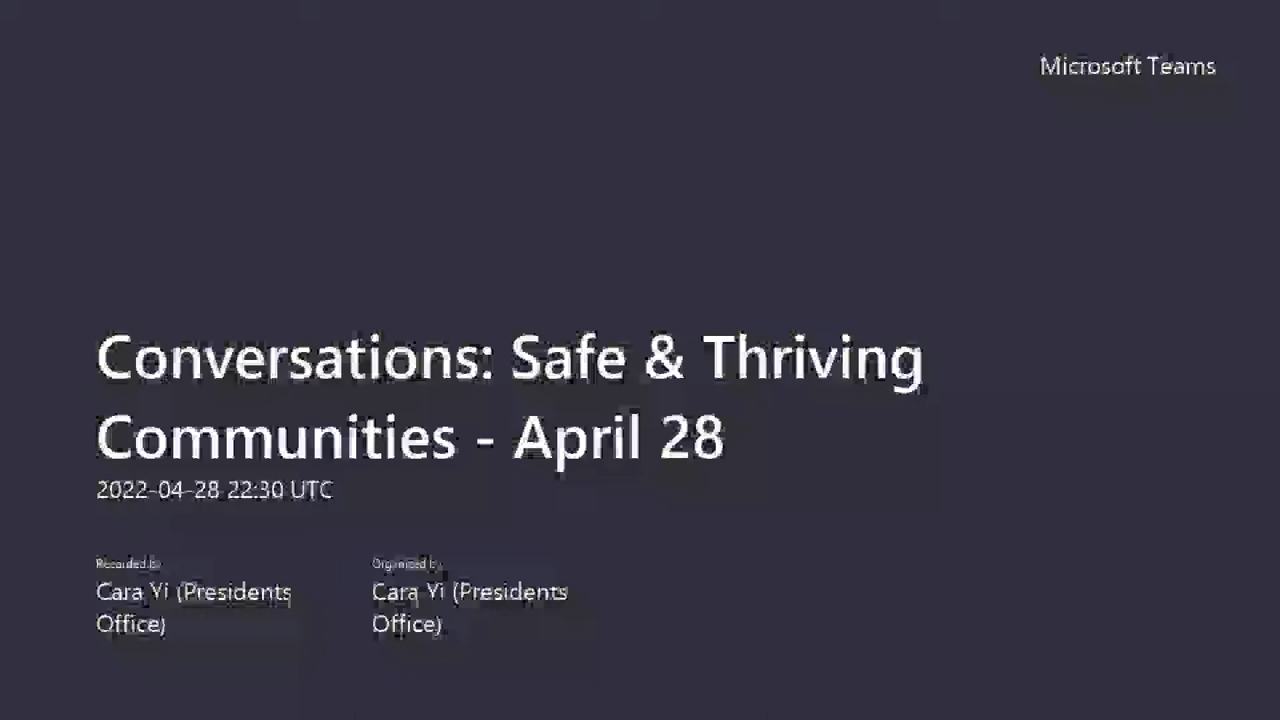 Microsoft Teams
Conversations: Safe & Thriving
Communities - April 28
2022-04-28 22:30 UTC
Recorded by
Organized by
Cara Yi (Presidents
Office)
Cara Yi (Presidents
Office)